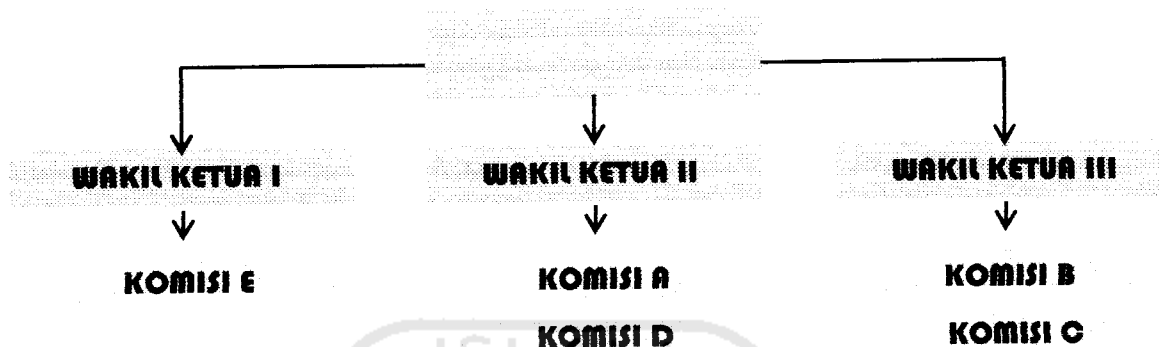 WAKIL KETUA I
WAKIL KETUA II
WAKIL KETUA III
KOMISI E
KOMISI A
KOMISI B
KOMISI D
KOMISI C